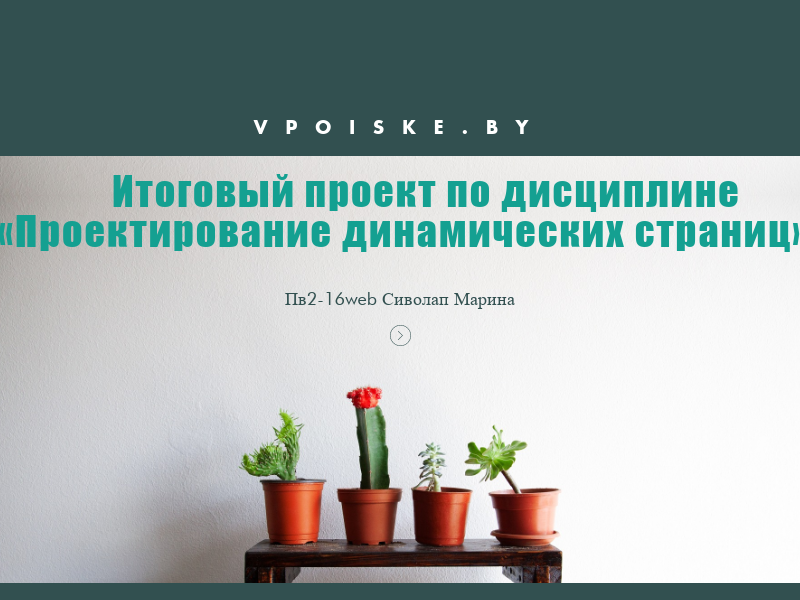 VPOISKE.BY
Итоговый проект по дисциплине
«Проектирование динамических страниц»
Пв2-16web Сиволап Марина